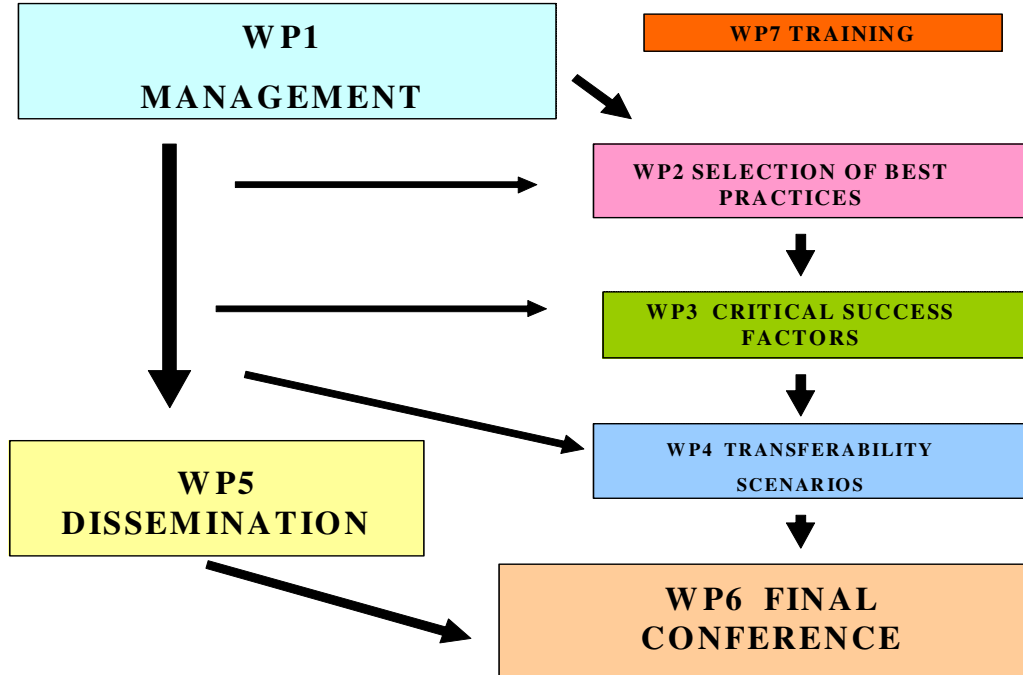 WP1
MANAGEMENT
WP7 TRAINING
WP2 SELECTION OF BEST
PRACTICES
WP3 CRITICAL SUCCESS
FACTORS
WP4 TRANSFERABILITY
SCENARIOS
WP5
DISSEMINATION
WP6 FINAL
CONFERENCE